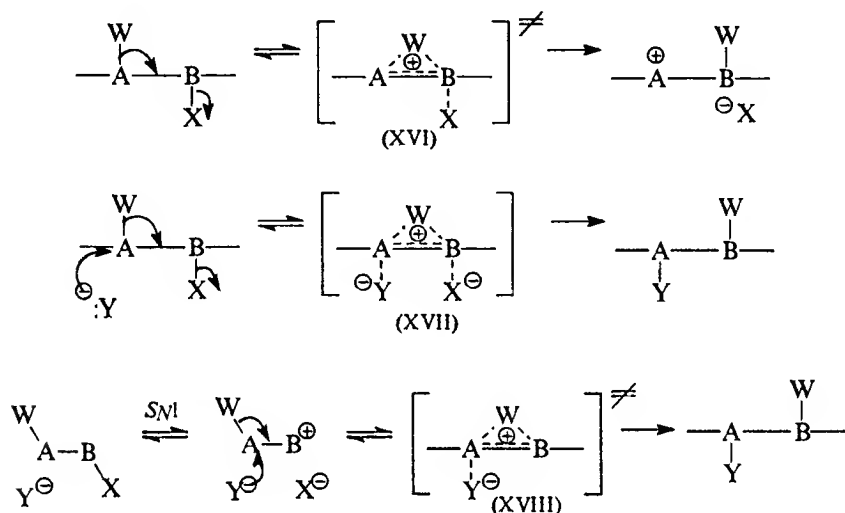 W W W
A B A B A B
X X X
(XVI)
W W W
A B A B A B
:Y X Y X Y
(XVII)
W SN1 W W W
A B A B A B A B
Y X Y X Y Y
(XVIII)